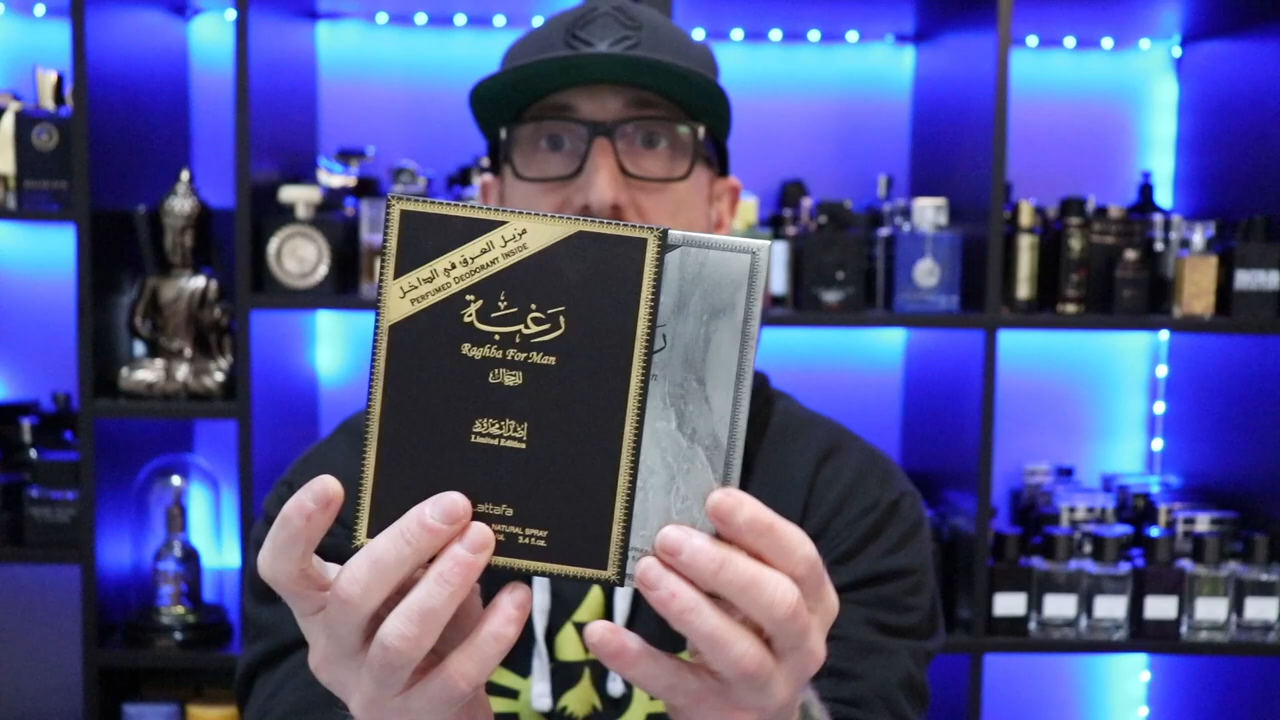 مزيل العرق في الداخل
PERFUMED DEODORANT INSIDE
رغبة
Raghba For Man
للرجال
إصدار محدود
Limited Edition
Lattafa
NATURAL SPRAY
3.4 fl.oz.